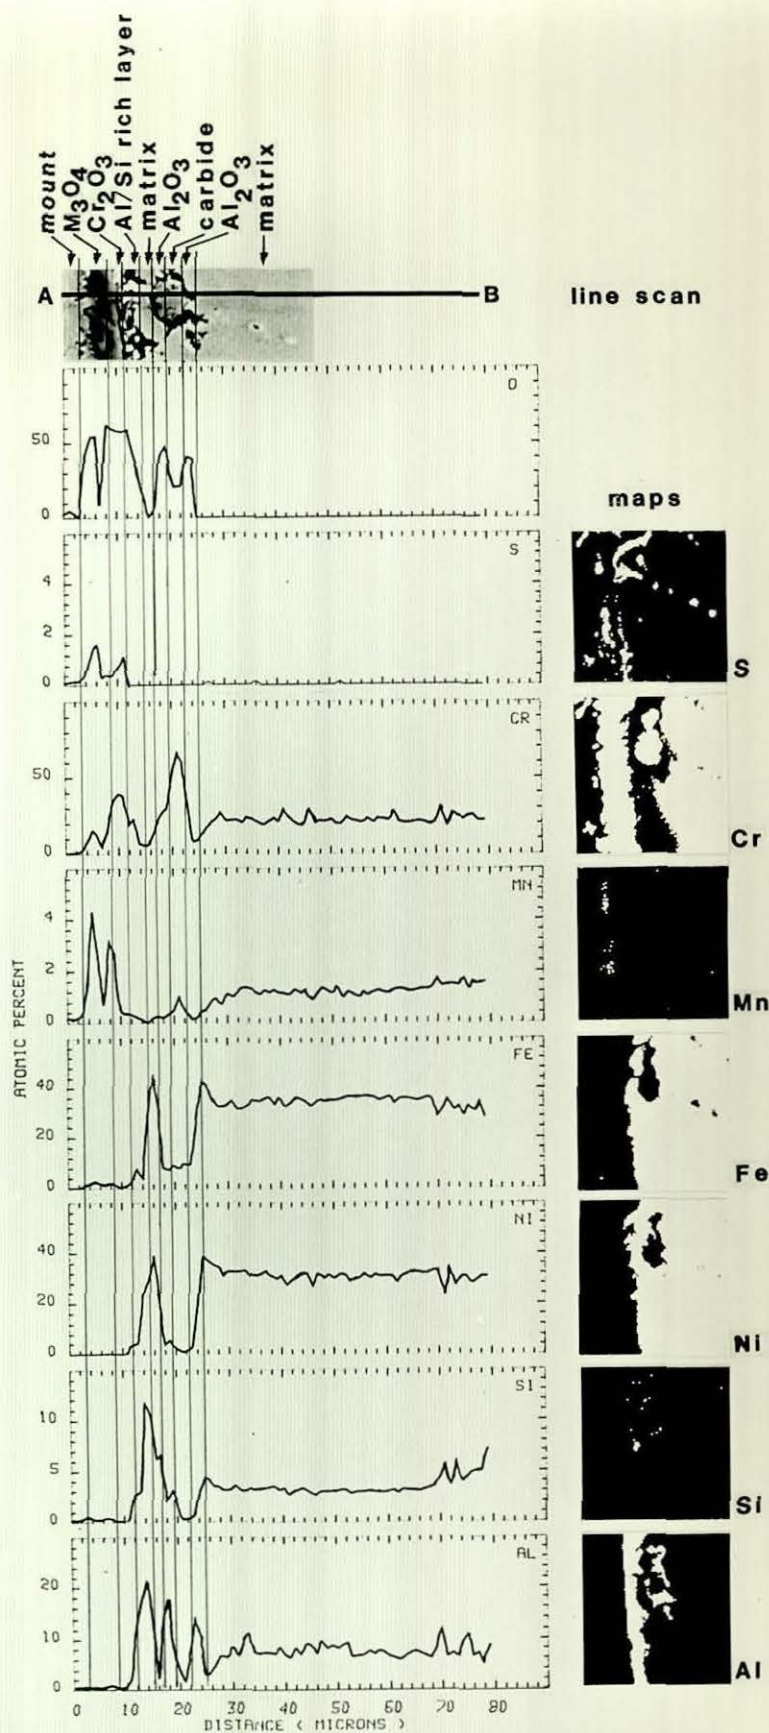 mount
M3O4
Cr2O3
Al/Si rich layer
matrix
Al2O3
carbide
Al2O3
matrix
A
B
line scan
maps
O
50
0
S
4
2
0
S
CR
50
0
Cr
MN
4
2
0
Mn
ATOMIC PERCENT
FE
40
20
0
Fe
NI
40
20
0
Ni
SI
10
5
0
Si
AL
20
10
0
Al
0 10 20 30 40 50 60 70 80
DISTANCE ( MICRONS )